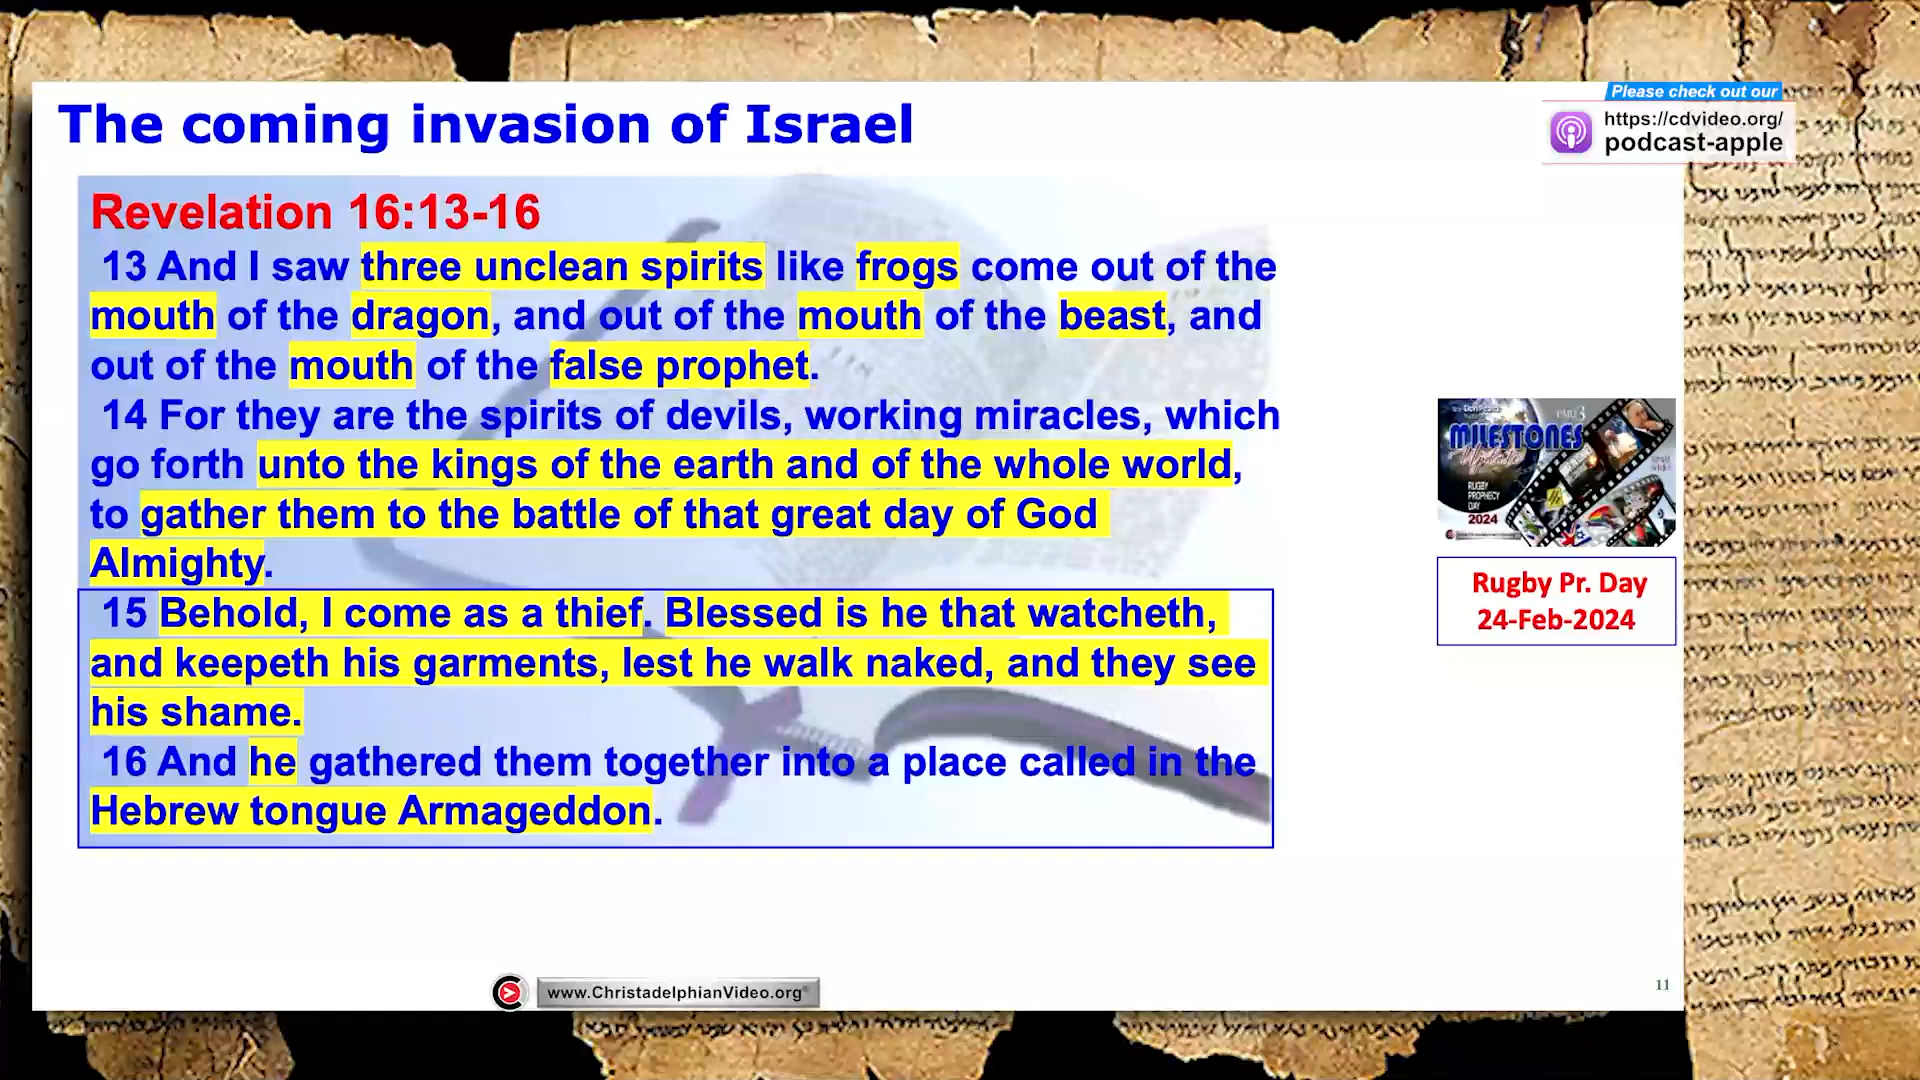 Please check out our
https://cdvideo.org/
podcast-apple
The coming invasion of Israel
Revelation 16:13-16
13 And I saw three unclean spirits like frogs come out of the
mouth of the dragon, and out of the mouth of the beast, and
out of the mouth of the false prophet.
14 For they are the spirits of devils, working miracles, which
go forth unto the kings of the earth and of the whole world,
to gather them to the battle of that great day of God
Almighty.
15 Behold, I come as a thief. Blessed is he that watcheth,
and keepeth his garments, lest he walk naked, and they see
his shame.
16 And he gathered them together into a place called in the
Hebrew tongue Armageddon.
MILESTONES
Update
RUGBY
PROPHECY
DAY
2024
Rugby Pr. Day
24-Feb-2024
www.ChristadelphianVideo.org
11